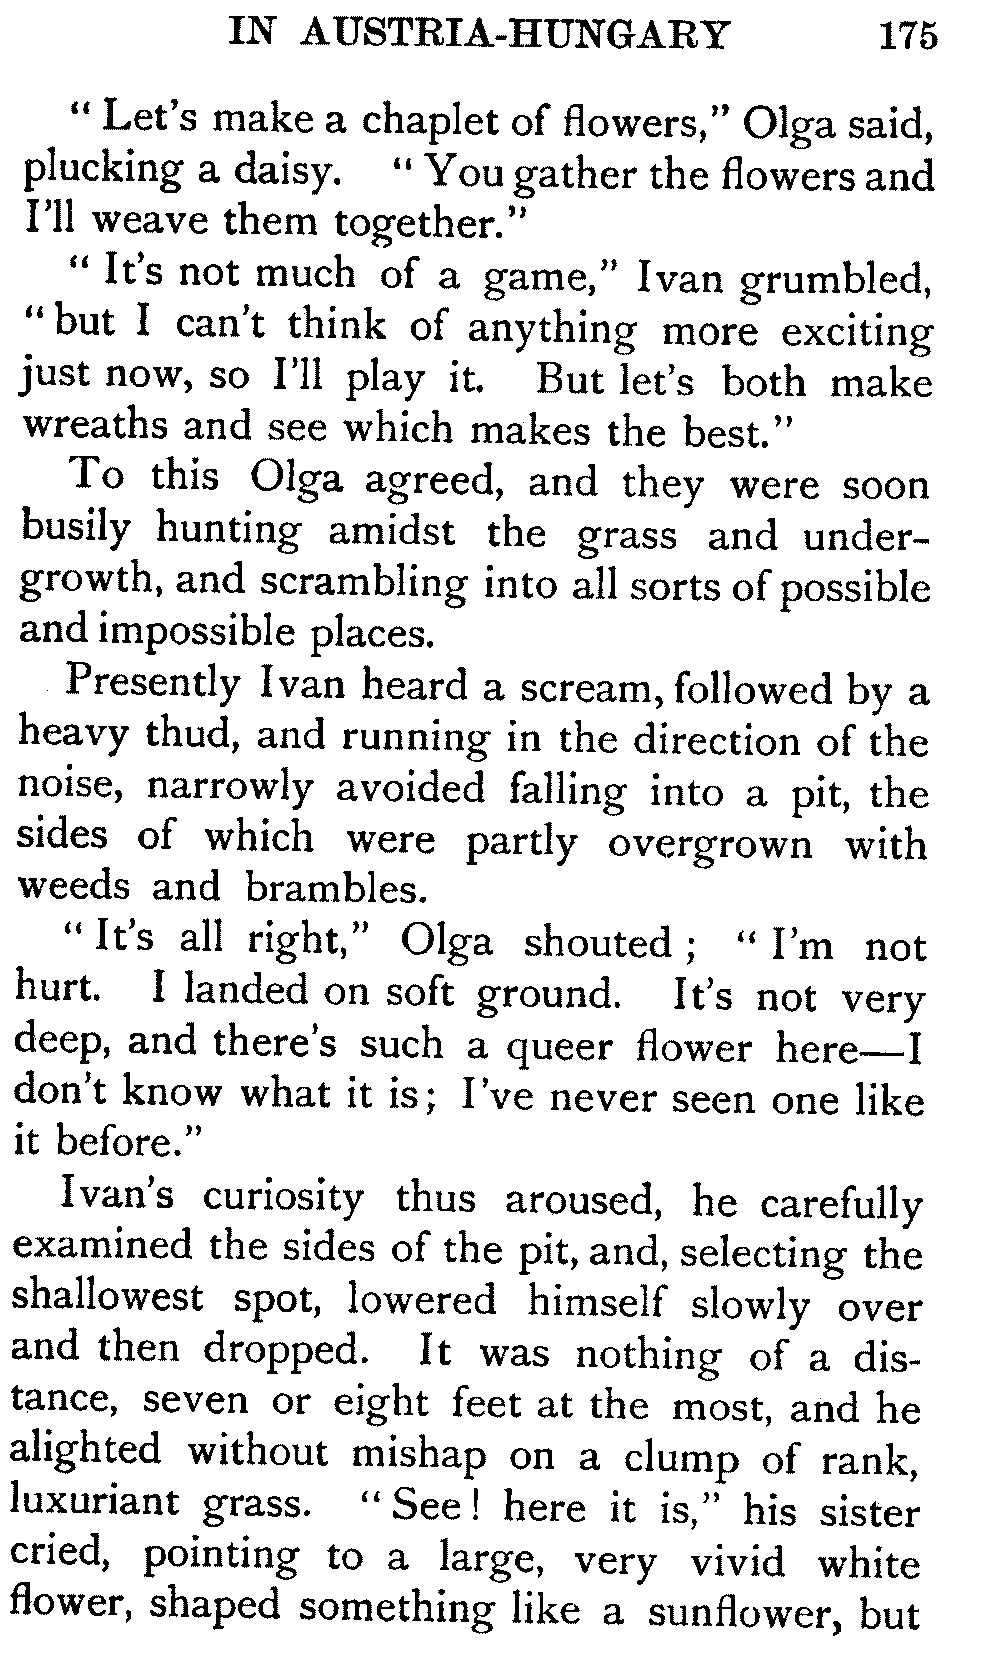 IN AUSTRIA-HUNGARY 175
" Let's make a chaplet of flowers," Olga said,
plucking a daisy. " You gather the flowers and
I'll weave them together."
" It's not much of a game," Ivan grumbled,
" but I can't think of anything more exciting
just now, so I'll play it. But let's both make
wreaths and see which makes the best."
To this Olga agreed, and they were soon
busily hunting amidst the grass and under-
growth, and scrambling into all sorts of possible
and impossible places.
Presently Ivan heard a scream, followed by a
heavy thud, and running in the direction of the
noise, narrowly avoided falling into a pit, the
sides of which were partly overgrown with
weeds and brambles.
" It's all right," Olga shouted ; " I'm not
hurt. I landed on soft ground. It's not very
deep, and there's such a queer flower here—I
don't know what it is; I've never seen one like
it before."
Ivan's curiosity thus aroused, he carefully
examined the sides of the pit, and, selecting the
shallowest spot, lowered himself slowly over
and then dropped. It was nothing of a dis-
tance, seven or eight feet at the most, and he
alighted without mishap on a clump of rank,
luxuriant grass. " See! here it is," his sister
cried, pointing to a large, very vivid white
flower, shaped something like a sunflower, but